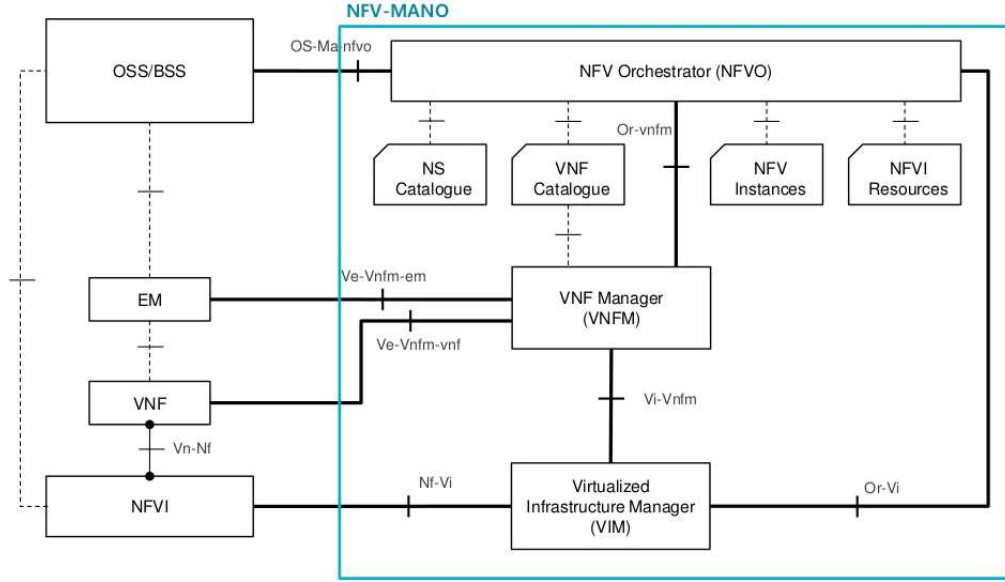 NFV-MANO
OS-Ma-nfvo
OSS/BSS
NFV Orchestrator (NFVO)
Or-vnfm
NS
Catalogue
VNF
Catalogue
NFV
Instances
NFVI
Resources
Ve-Vnfm-em
EM
VNF Manager
(VNFM)
Ve-Vnfm-vnf
VNF
Vi-Vnfm
Vn-Nf
Nf-Vi
Or-Vi
NFVI
Virtualized
Infrastructure Manager
(VIM)